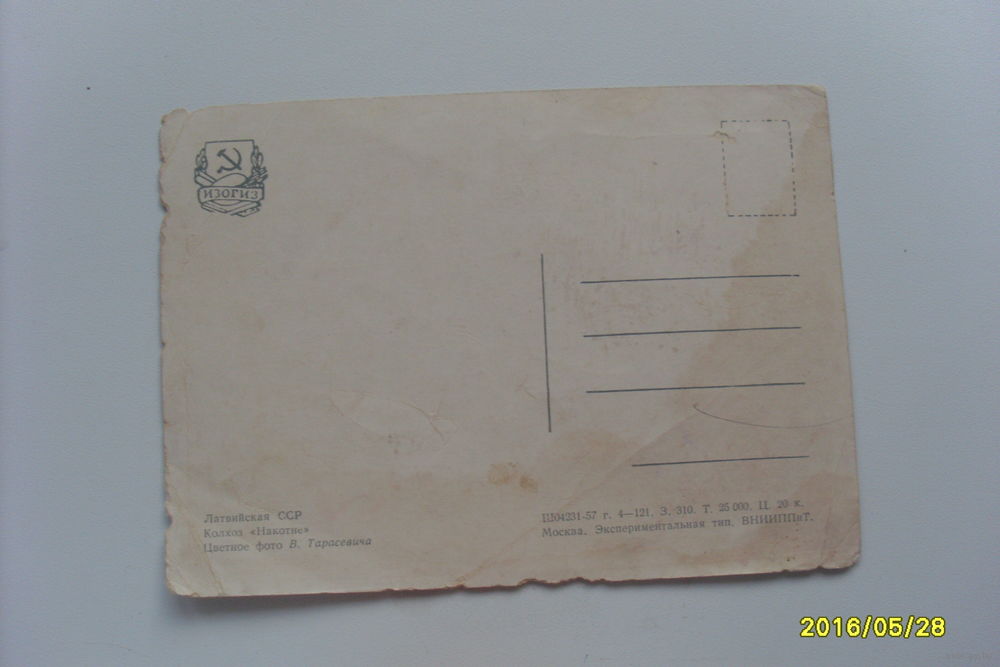 ИЗОГИЗ
Латвийская ССР
Колхоз «Накотне»
Цветное фото В. Тарасевича
Ш04231-57 г. 4—121. З. 310. Т. 25 000. Ц. 20 к.
Москва. Экспериментальная тип. ВНИИППиТ.
2016/05/28